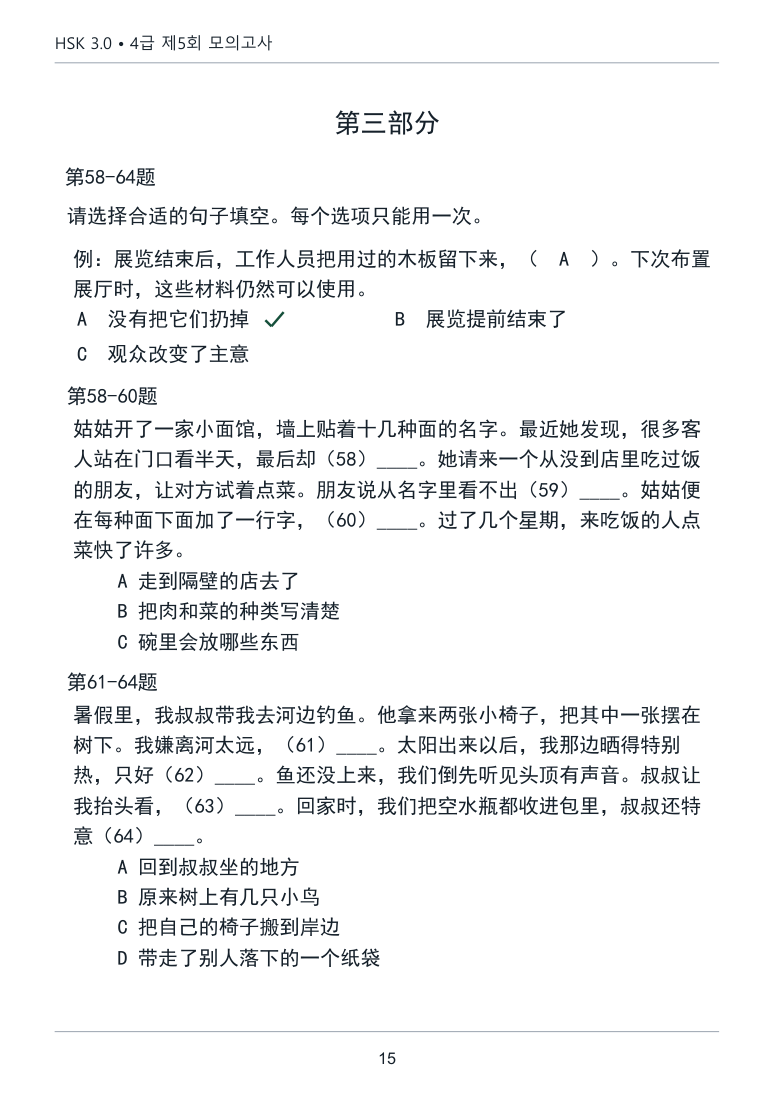 HSK 3.0 • 4급 제5회 모의고사
第三部分
第58-64题
请选择合适的句子填空。每个选项只能用一次。
例：展览结束后，工作人员把用过的木板留下来，（ A ）。下次布置
展厅时，这些材料仍然可以使用。
A 没有把它们扔掉 ✓ B 展览提前结束了
C 观众改变了主意
第58-60题
姑姑开了一家小面馆，墙上贴着十几种面的名字。最近她发现，很多客
人站在门口看半天，最后却（58）____。她请来一个从没到店里吃过饭
的朋友，让对方试着点菜。朋友说从名字里看不出（59）____。姑姑便
在每种面下面加了一行字，（60）____。过了几个星期，来吃饭的人点
菜快了许多。
A 走到隔壁的店去了
B 把肉和菜的种类写清楚
C 碗里会放哪些东西
第61-64题
暑假里，我叔叔带我去河边钓鱼。他拿来两张小椅子，把其中一张摆在
树下。我嫌离河太远，（61）____。太阳出来以后，我那边晒得特别
热，只好（62）____。鱼还没上来，我们倒先听见头顶有声音。叔叔让
我抬头看，（63）____。回家时，我们把空水瓶都收进包里，叔叔还特
意（64）____。
A 回到叔叔坐的地方
B 原来树上有几只小鸟
C 把自己的椅子搬到岸边
D 带走了别人落下的一个纸袋
15